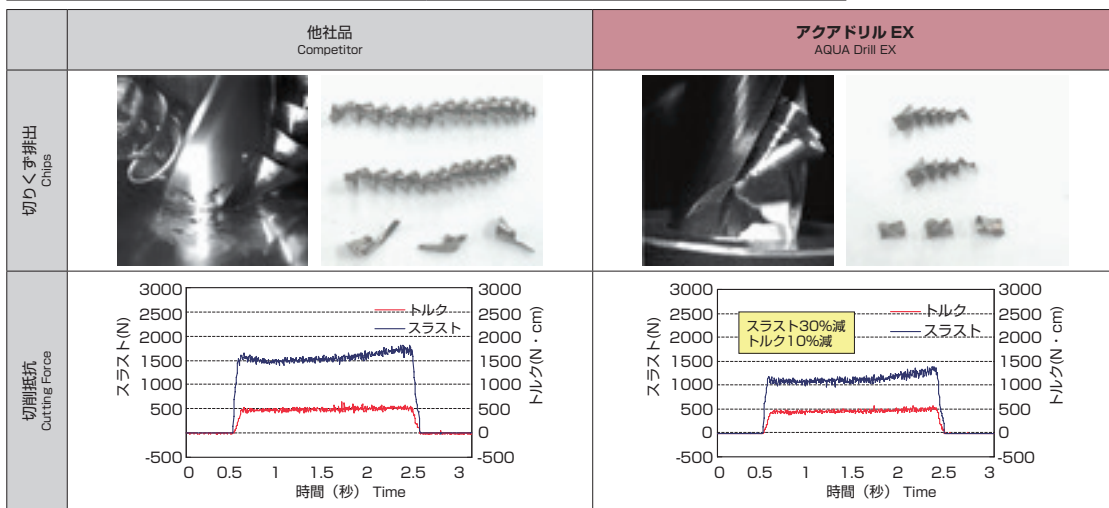 他社品
Competitor
アクアドリル EX
AQUA Drill EX
切りくず排出
Chips
切削抵抗
Cutting Force
3000
2500
2000
1500
1000
500
0
-500
スラスト(N)
トルク
スラスト
3000
2500
2000
1500
1000
500
0
-500
トルク(N・cm)
0 0.5 1 1.5 2 2.5 3
時間（秒） Time
3000
2500
2000
1500
1000
500
0
-500
スラスト(N)
スラスト30%減
トルク10%減
トルク
スラスト
3000
2500
2000
1500
1000
500
0
-500
トルク(N・cm)
0 0.5 1 1.5 2 2.5 3
時間（秒） Time